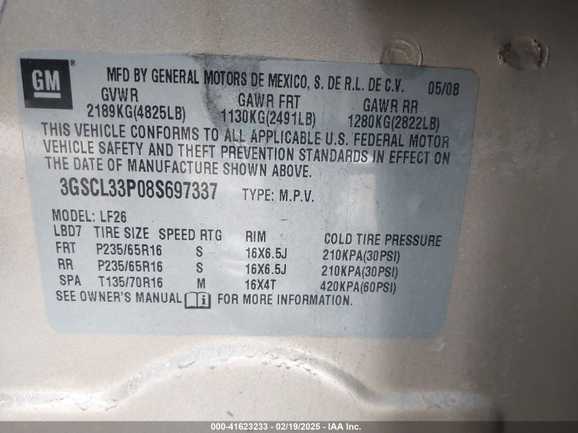 GM
MFD BY GENERAL MOTORS DE MEXICO, S. DE R.L. DE C.V. 05/08
GVWR GAWR FRT GAWR RR
2189KG(4825LB) 1130KG(2491LB) 1280KG(2822LB)
THIS VEHICLE CONFORMS TO ALL APPLICABLE U.S. FEDERAL MOTOR
VEHICLE SAFETY AND THEFT PREVENTION STANDARDS IN EFFECT ON
THE DATE OF MANUFACTURE SHOWN ABOVE.
3GSCL33P08S697337 TYPE: M.P.V.
MODEL: LF26
LBD7 TIRE SIZE SPEED RTG RIM COLD TIRE PRESSURE
FRT P235/65R16 S 16X6.5J 210KPA(30PSI)
RR P235/65R16 S 16X6.5J 210KPA(30PSI)
SPA T135/70R16 M 16X4T 420KPA(60PSI)
SEE OWNER'S MANUAL i FOR MORE INFORMATION.
000-41623233 - 02/19/2025 - IAA Inc.